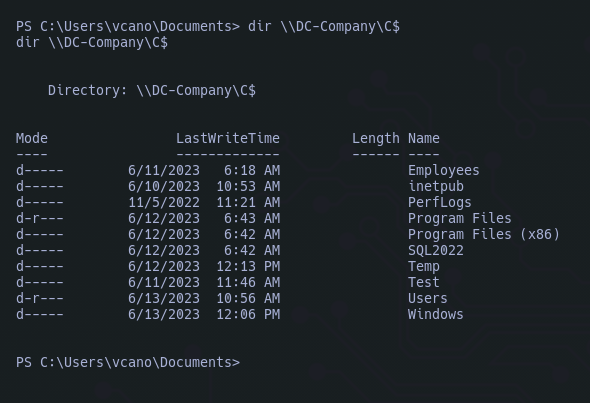 PS C:\Users\vcano\Documents> dir \\DC-Company\C$
dir \\DC-Company\C$
Directory: \\DC-Company\C$
Mode                LastWriteTime         Length Name
----                -------------         ------ ----
d-----        6/11/2023   6:18 AM                Employees
d-----        6/10/2023  10:53 AM                inetpub
d-----        11/5/2022  11:21 AM                PerfLogs
d-r---        6/12/2023   6:43 AM                Program Files
d-----        6/12/2023   6:42 AM                Program Files (x86)
d-----        6/12/2023   6:42 AM                SQL2022
d-----        6/12/2023  12:13 PM                Temp
d-----        6/11/2023  11:46 AM                Test
d-r---        6/13/2023  10:56 AM                Users
d-----        6/13/2023  12:06 PM                Windows
PS C:\Users\vcano\Documents>